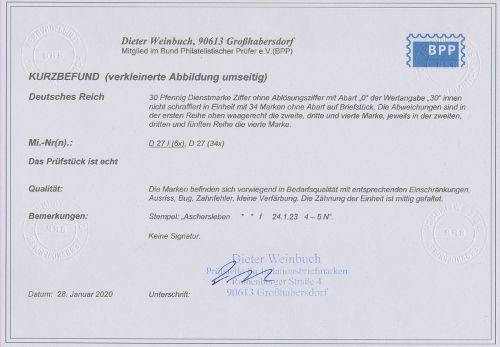 Dieter Weinbuch, 90613 Großhabersdorf
Mitglied im Bund Philatelistischer Prüfer e.V.(BPP)
BPP
KURZBEFUND (verkleinerte Abbildung umseitig)
Deutsches Reich
30 Pfennig Dienstmarke Ziffer ohne Ablösungsziffer mit Abart „0" der Wertangabe „30" innen
nicht schraffiert in Einheit mit 34 Marken ohne Abart auf Briefstück. Die Abweichungen sind in
der ersten Reihe oben waagerecht die zweite, dritte und vierte Marke, jeweils in der zweiten,
dritten und fünften Reihe die vierte Marke.
Mi.-Nr(n).:
D 27 I (6x), D 27 (34x)
Das Prüfstück ist echt
Qualität:
Die Marken befinden sich vorwiegend in Bedarfsqualität mit entsprechenden Einschränkungen,
Ausriss, Bug, Zahnfehler, kleine Verfärbung. Die Zähnung der Einheit ist mittig gefaltet.
Bemerkungen:
Stempel: „Aschersleben * * f 24.1.23 4 – 5 N"
Keine Signatur.
Dieter Weinbuch
Prüfstelle für Infationsbriefmarken
Rothenburger Straße 4
90613 Großhabersdorf
Datum: 28. Januar 2020
Unterschrift: